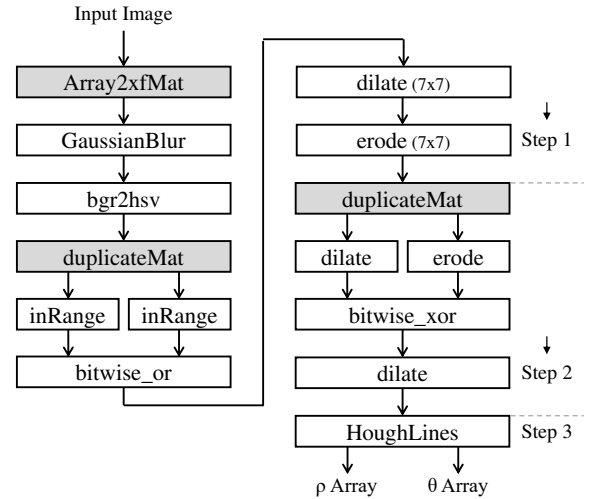 Input Image
Array2xfMat
GaussianBlur
bgr2hsv
duplicateMat
inRange inRange
bitwise_or
dilate (7x7)
erode (7x7)
Step 1
duplicateMat
dilate erode
bitwise_xor
dilate
Step 2
HoughLines
Step 3
ρ Array θ Array